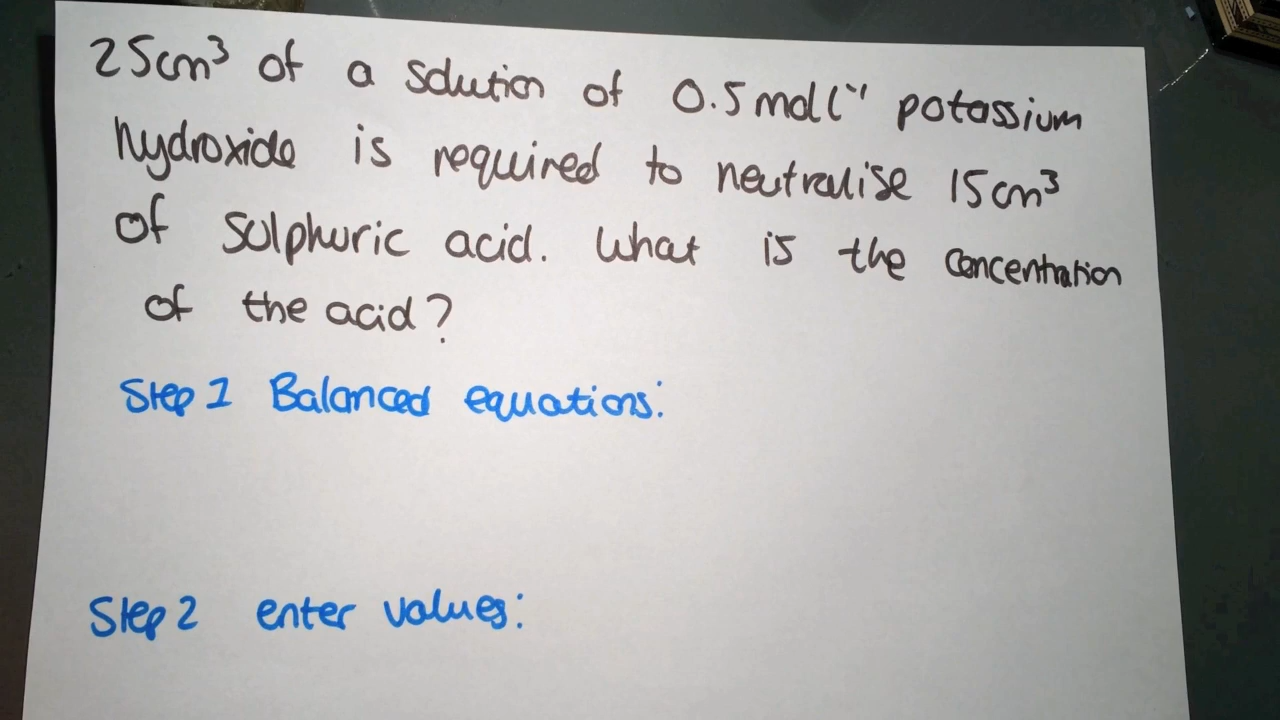 25cm³ of a solution of 0.5 mol l⁻¹ potassium
hydroxide is required to neutralise 15cm³
of sulphuric acid. What is the concentration
of the acid?
Step 1 Balanced equations:
Step 2 enter values: